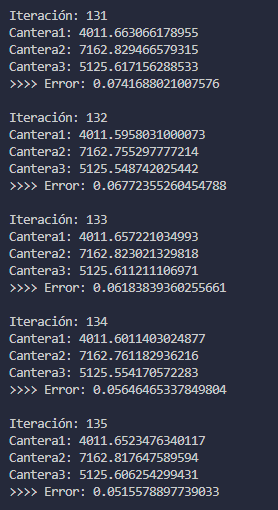 Iteración: 131
Cantera1: 4011.663066178955
Cantera2: 7162.829466579315
Cantera3: 5125.617156288533
>>>> Error: 0.0741688021007576
Iteración: 132
Cantera1: 4011.5958031000073
Cantera2: 7162.755297777214
Cantera3: 5125.548742025442
>>>> Error: 0.06772355260454788
Iteración: 133
Cantera1: 4011.657221034993
Cantera2: 7162.823021329818
Cantera3: 5125.611211106971
>>>> Error: 0.06183839360255661
Iteración: 134
Cantera1: 4011.6011403024877
Cantera2: 7162.761182936216
Cantera3: 5125.554170572283
>>>> Error: 0.05646465337849804
Iteración: 135
Cantera1: 4011.6523476340117
Cantera2: 7162.817647589594
Cantera3: 5125.606254299431
>>>> Error: 0.0515578897739033